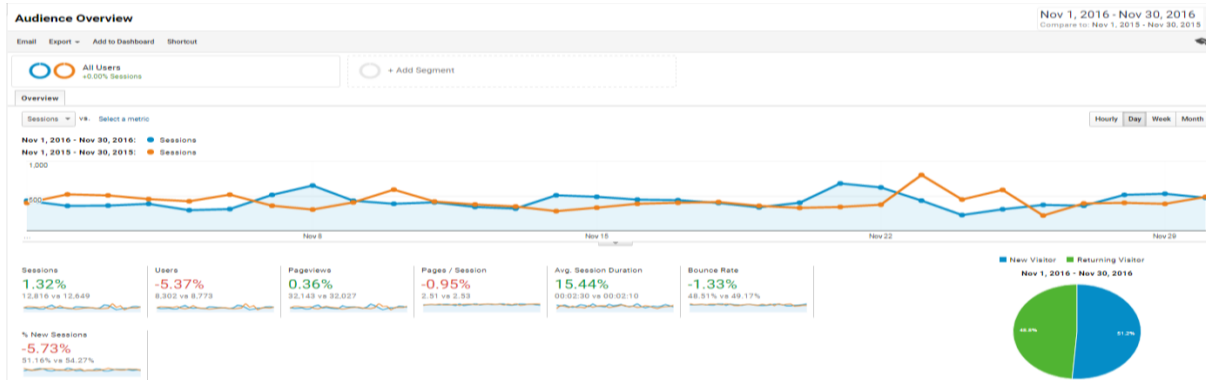 Audience Overview
Nov 1, 2016 - Nov 30, 2016
Compare to: Nov 1, 2015 - Nov 30, 2015
Email Export Add to Dashboard Shortcut
All Users
+0.00% Sessions
+ Add Segment
Overview
Sessions vs. Select a metric
Hourly Day Week Month
Nov 1, 2016 - Nov 30, 2016: Sessions
Nov 1, 2015 - Nov 30, 2015: Sessions
1,000
500
...
Nov 8
Nov 15
Nov 22
Nov 29
Sessions
1.32%
12,816 vs 12,649
Users
-5.37%
8,302 vs 8,773
Pageviews
0.36%
32,143 vs 32,027
Pages / Session
-0.95%
2.51 vs 2.53
Avg. Session Duration
15.44%
00:02:30 vs 00:02:10
Bounce Rate
-1.33%
48.51% vs 49.17%
% New Sessions
-5.73%
51.16% vs 54.27%
New Visitor Returning Visitor
Nov 1, 2016 - Nov 30, 2016
48.8%
51.2%